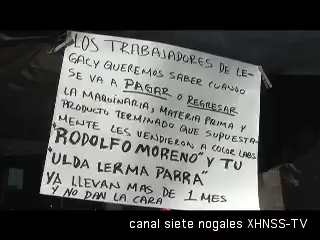 LOS TRABAJADORES DE LE-
GACY QUEREMOS SABER CUANDO
SE VA A PAGAR O REGRESAR
LA MAQUINARIA, MATERIA PRIMA Y
PRODUCTO TERMINADO QUE SUPUESTA-
MENTE LES VENDIERON A COLOR LABS
"RODOLFO MORENO" Y TU
"ULDA LERMA PARRA"
YA LLEVAN MAS DE 1 MES
Y NO DAN LA CARA
canal siete nogales XHNSS-TV